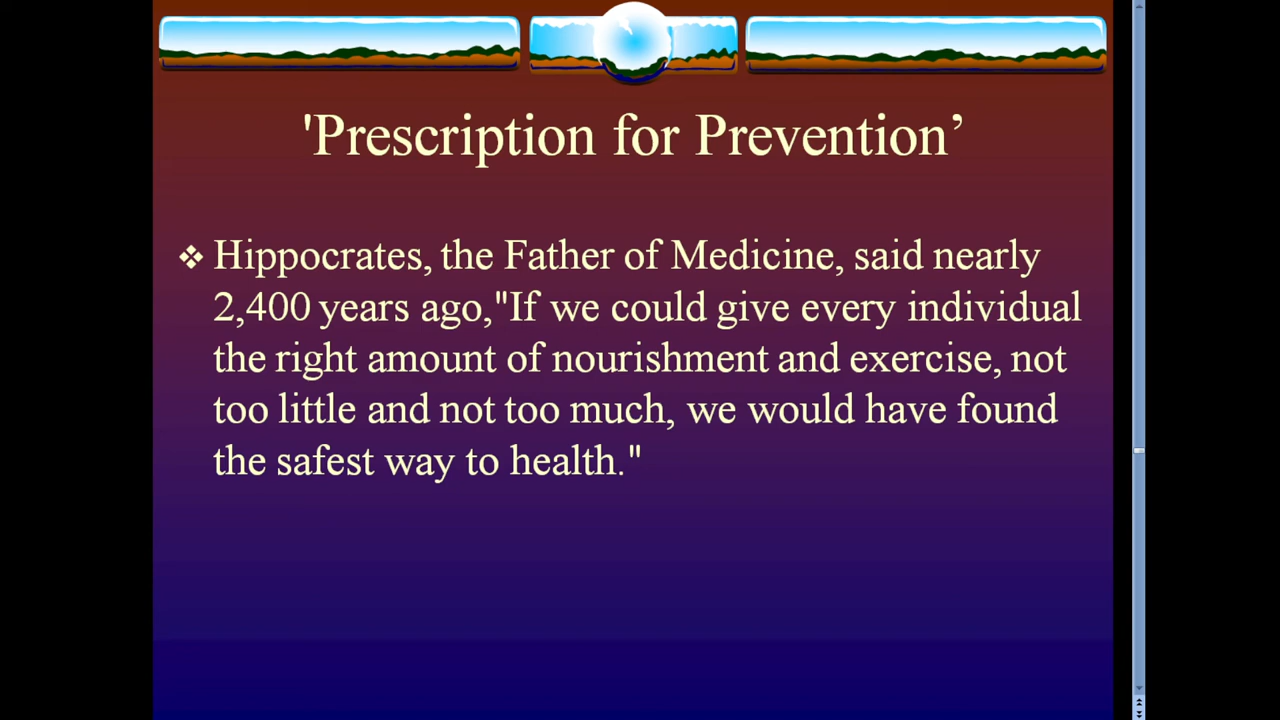 'Prescription for Prevention’
Hippocrates, the Father of Medicine, said nearly
2,400 years ago,"If we could give every individual
the right amount of nourishment and exercise, not
too little and not too much, we would have found
the safest way to health."